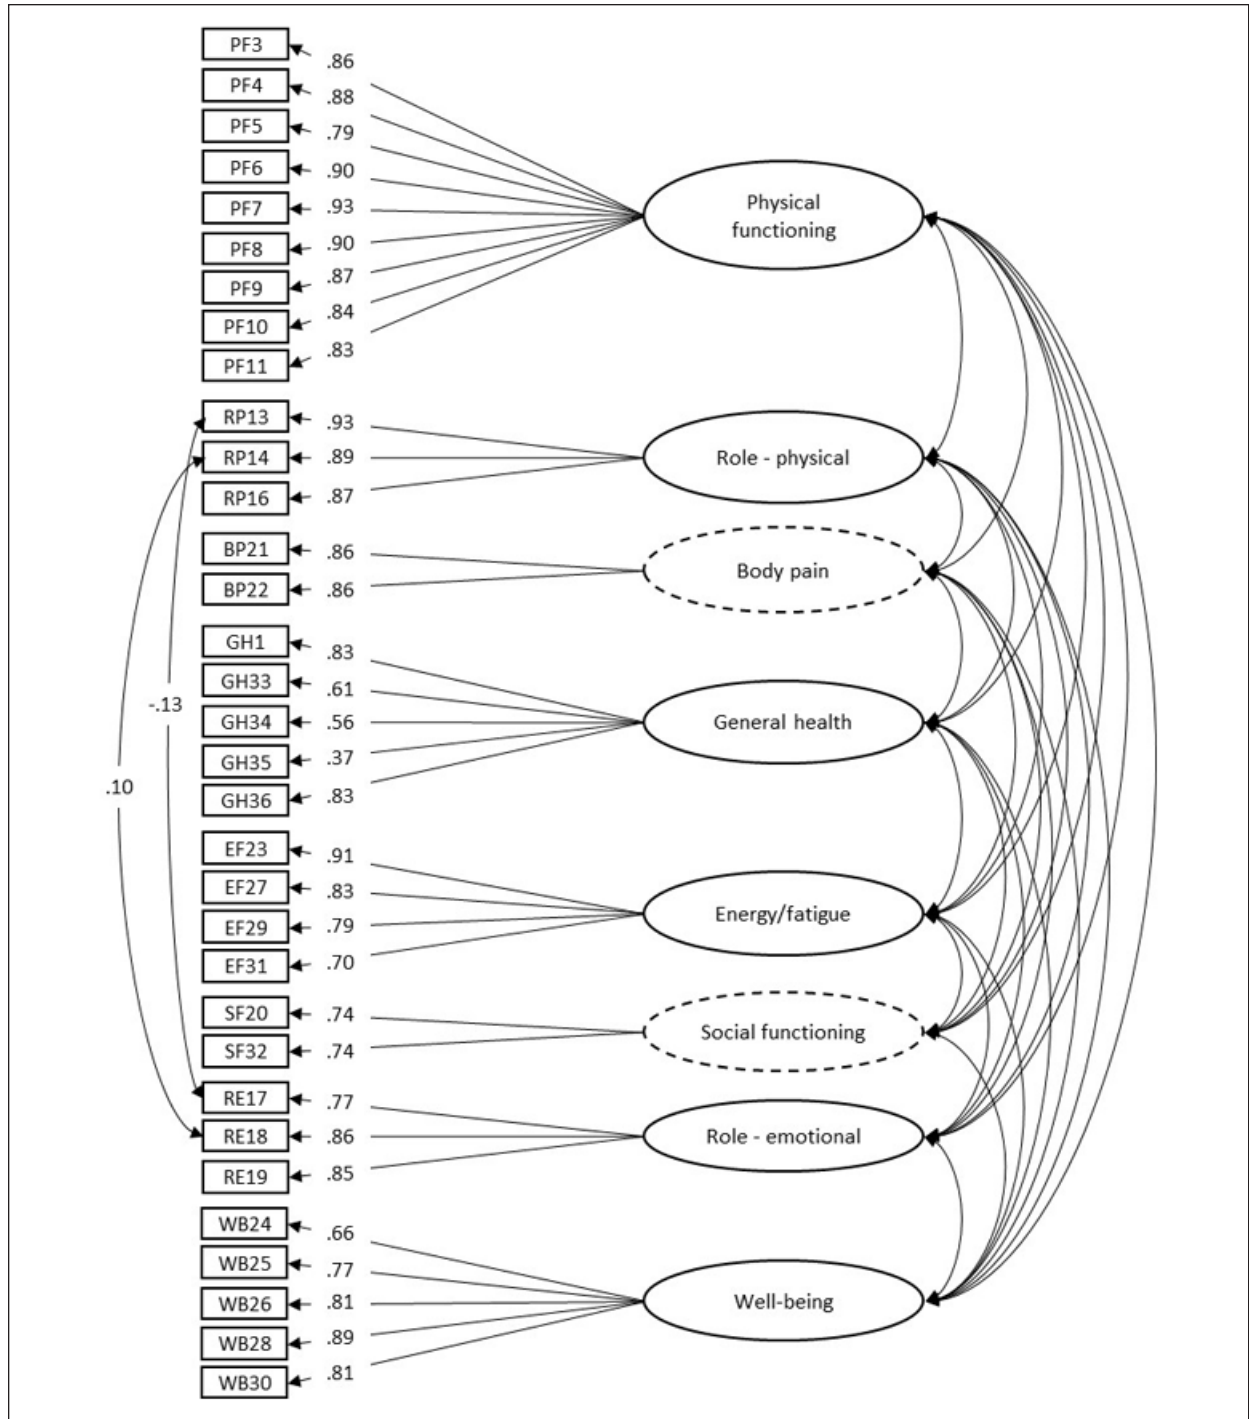 PF3
.86
PF4
.88
PF5
.79
PF6
.90
PF7
.93
PF8
.90
PF9
.87
PF10
.84
PF11
.83
Physical
functioning
RP13
.93
RP14
.89
RP16
.87
Role - physical
BP21
.86
BP22
.86
Body pain
GH1
.83
GH33
.61
GH34
.56
GH35
.37
GH36
.83
General health
-.13
.10
EF23
.91
EF27
.83
EF29
.79
EF31
.70
Energy/fatigue
SF20
.74
SF32
.74
Social functioning
RE17
.77
RE18
.86
RE19
.85
Role - emotional
WB24
.66
WB25
.77
WB26
.81
WB28
.89
WB30
.81
Well-being